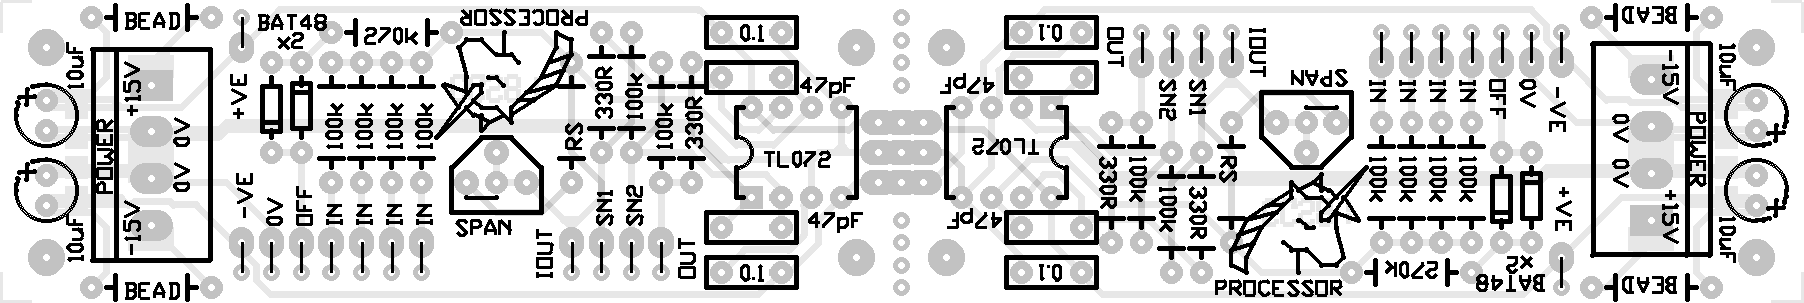 BEAD
10uF
+15V
0V
0V
-15V
POWER
10uF
BEAD
BAT48
x2
+VE
-VE
0V
OFF
IN
IN
IN
IN
270k
100k
100k
100k
100k
PROCESSOR
SPAN
RS
330R
100k
100k
330R
IOUT
SN1
SN2
OUT
0.1
47pF
TL072
47pF
0.1
0.1
47pF
TL072
47pF
0.1
OUT
SN2
SN1
IOUT
330R
100k
100k
330R
RS
SPAN
PROCESSOR
IN
IN
IN
IN
OFF
0V
-VE
100k
100k
100k
100k
270k
+VE
BAT48
x2
BEAD
10uF
-15V
0V
0V
+15V
POWER
10uF
BEAD